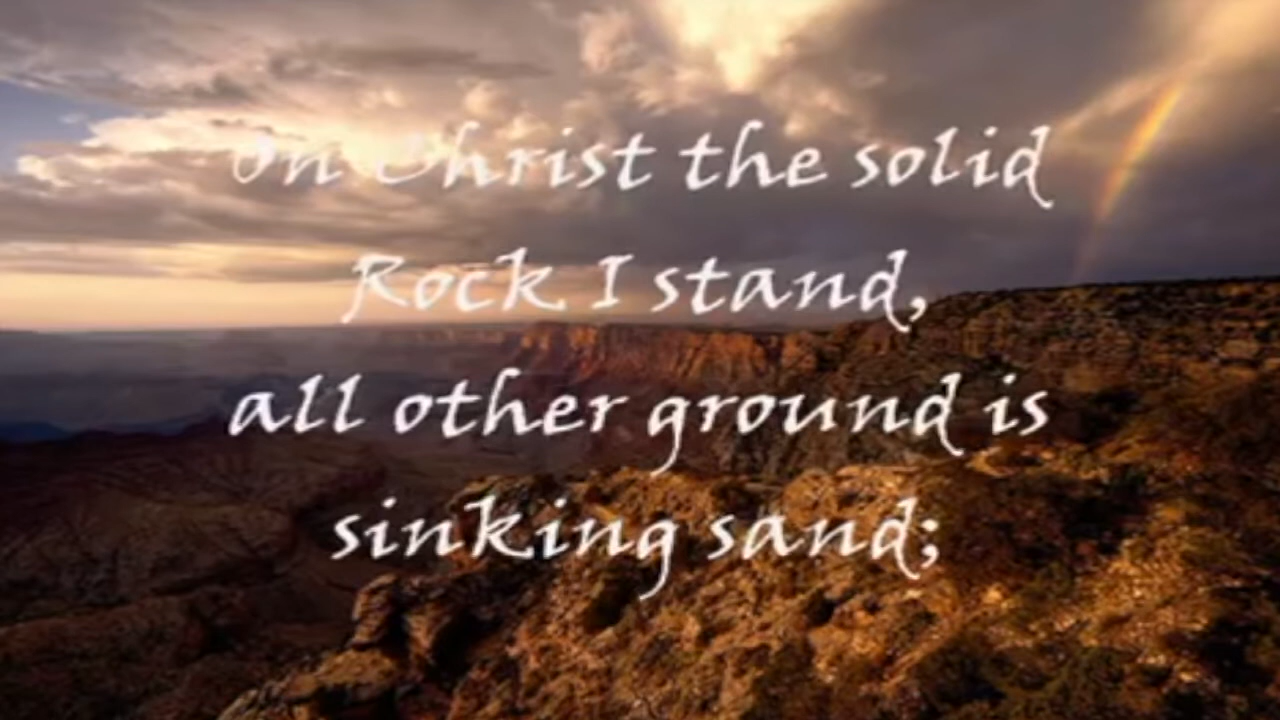 On Christ the solid
Rock I stand,
all other ground is
sinking sand;